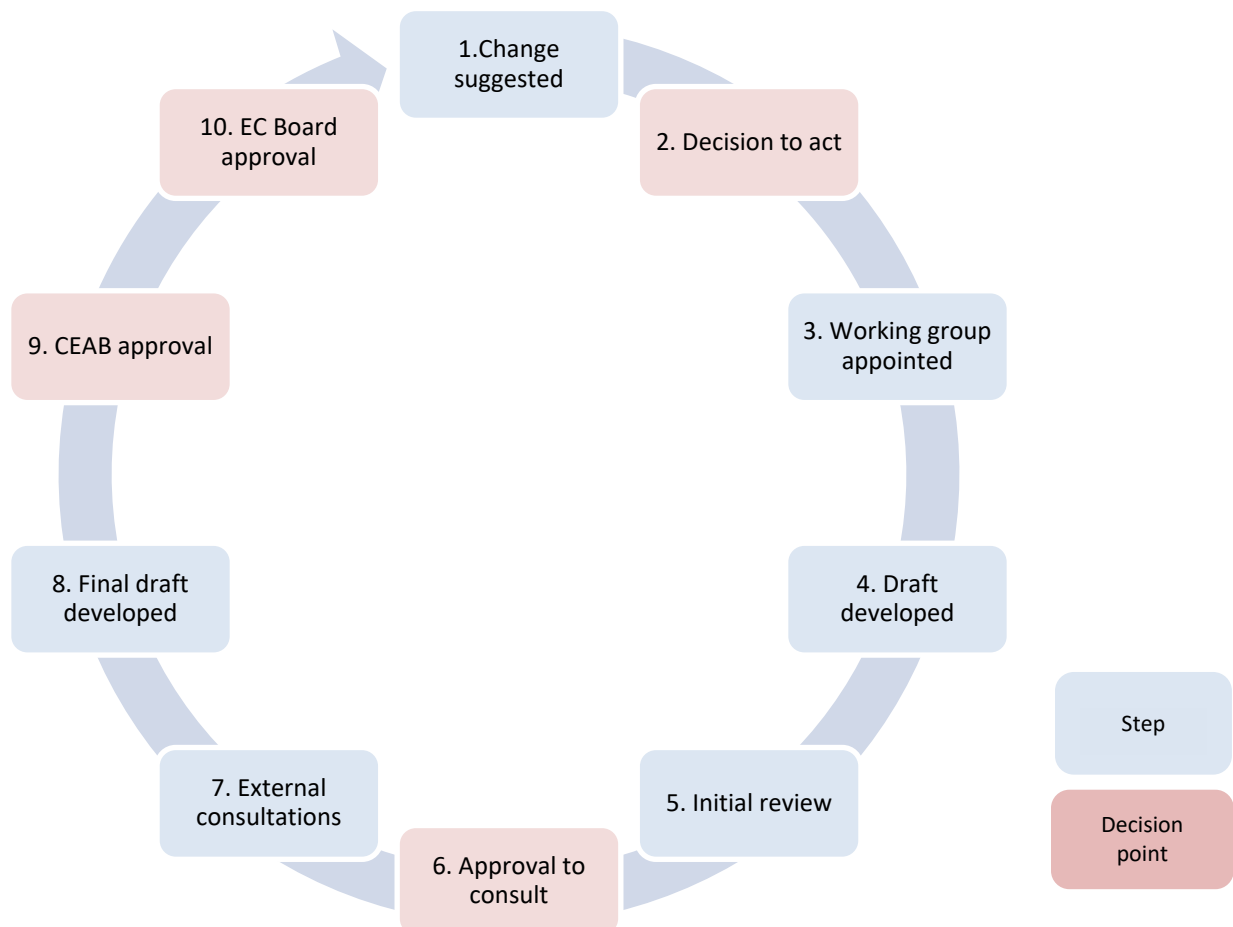 1.Change
suggested
2. Decision to act
3. Working group
appointed
4. Draft
developed
5. Initial review
6. Approval to
consult
7. External
consultations
8. Final draft
developed
9. CEAB approval
10. EC Board
approval
Step
Decision
point